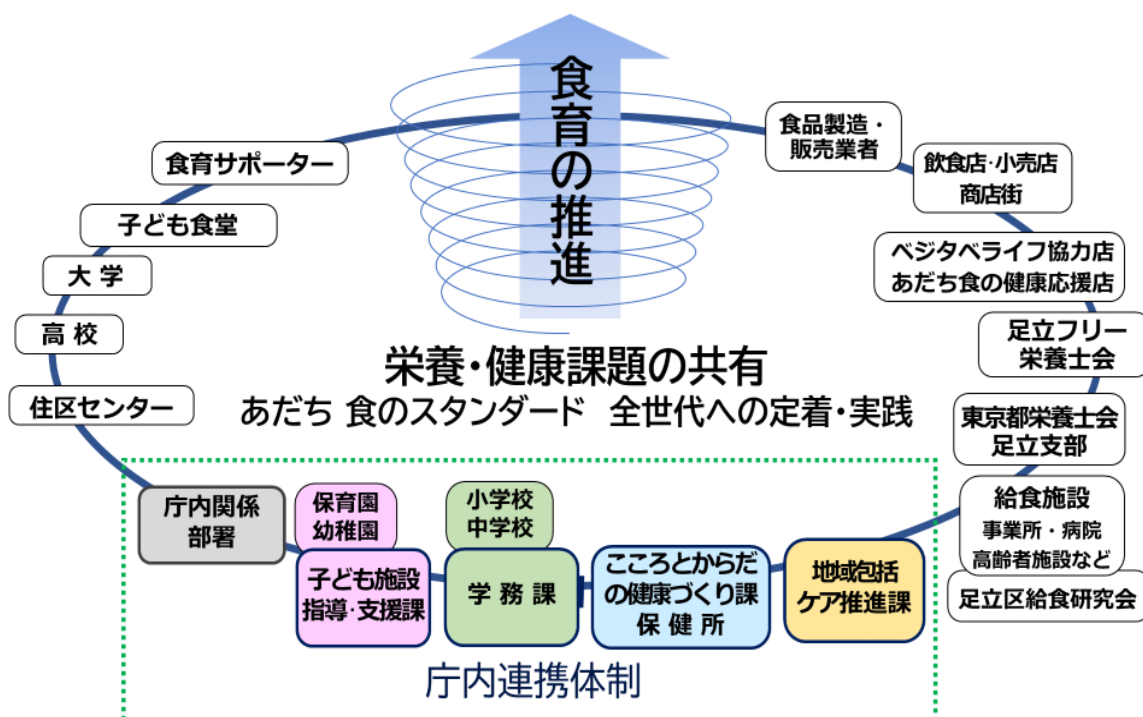 食育の推進
食育サポーター
子ども食堂
大 学
高 校
住区センター
食品製造・
販売業者
飲食店・小売店
商店街
ベジタベライフ協力店
あだち食の健康応援店
足立フリー
栄養士会
東京都栄養士会
足立支部
給食施設
事業所・病院
高齢者施設など
足立区給食研究会
栄養・健康課題の共有
あだち 食のスタンダード 全世代への定着・実践
庁内関係
部署
保育園
幼稚園
子ども施設
指導・支援課
小学校
中学校
学 務 課
こころとからだ
の健康づくり課
保 健 所
地域包括
ケア推進課
庁内連携体制